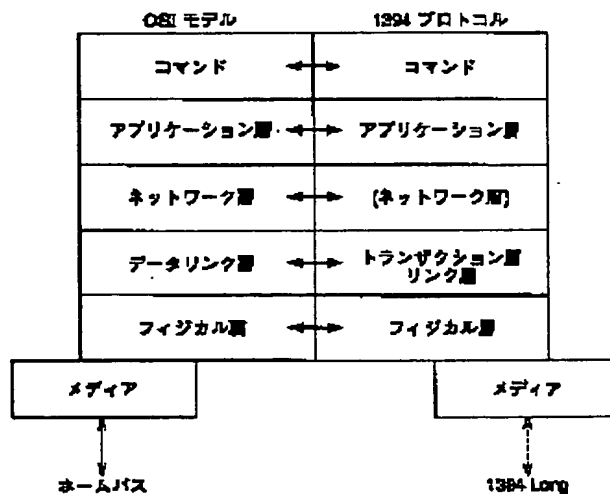 OSI モデル 1394 プロトコル
コマンド コマンド
アプリケーション層 アプリケーション層
ネットワーク層 (ネットワーク層)
データリンク層 トランザクション層
リンク層
フィジカル層 フィジカル層
メディア メディア
ホームバス 1394 Long